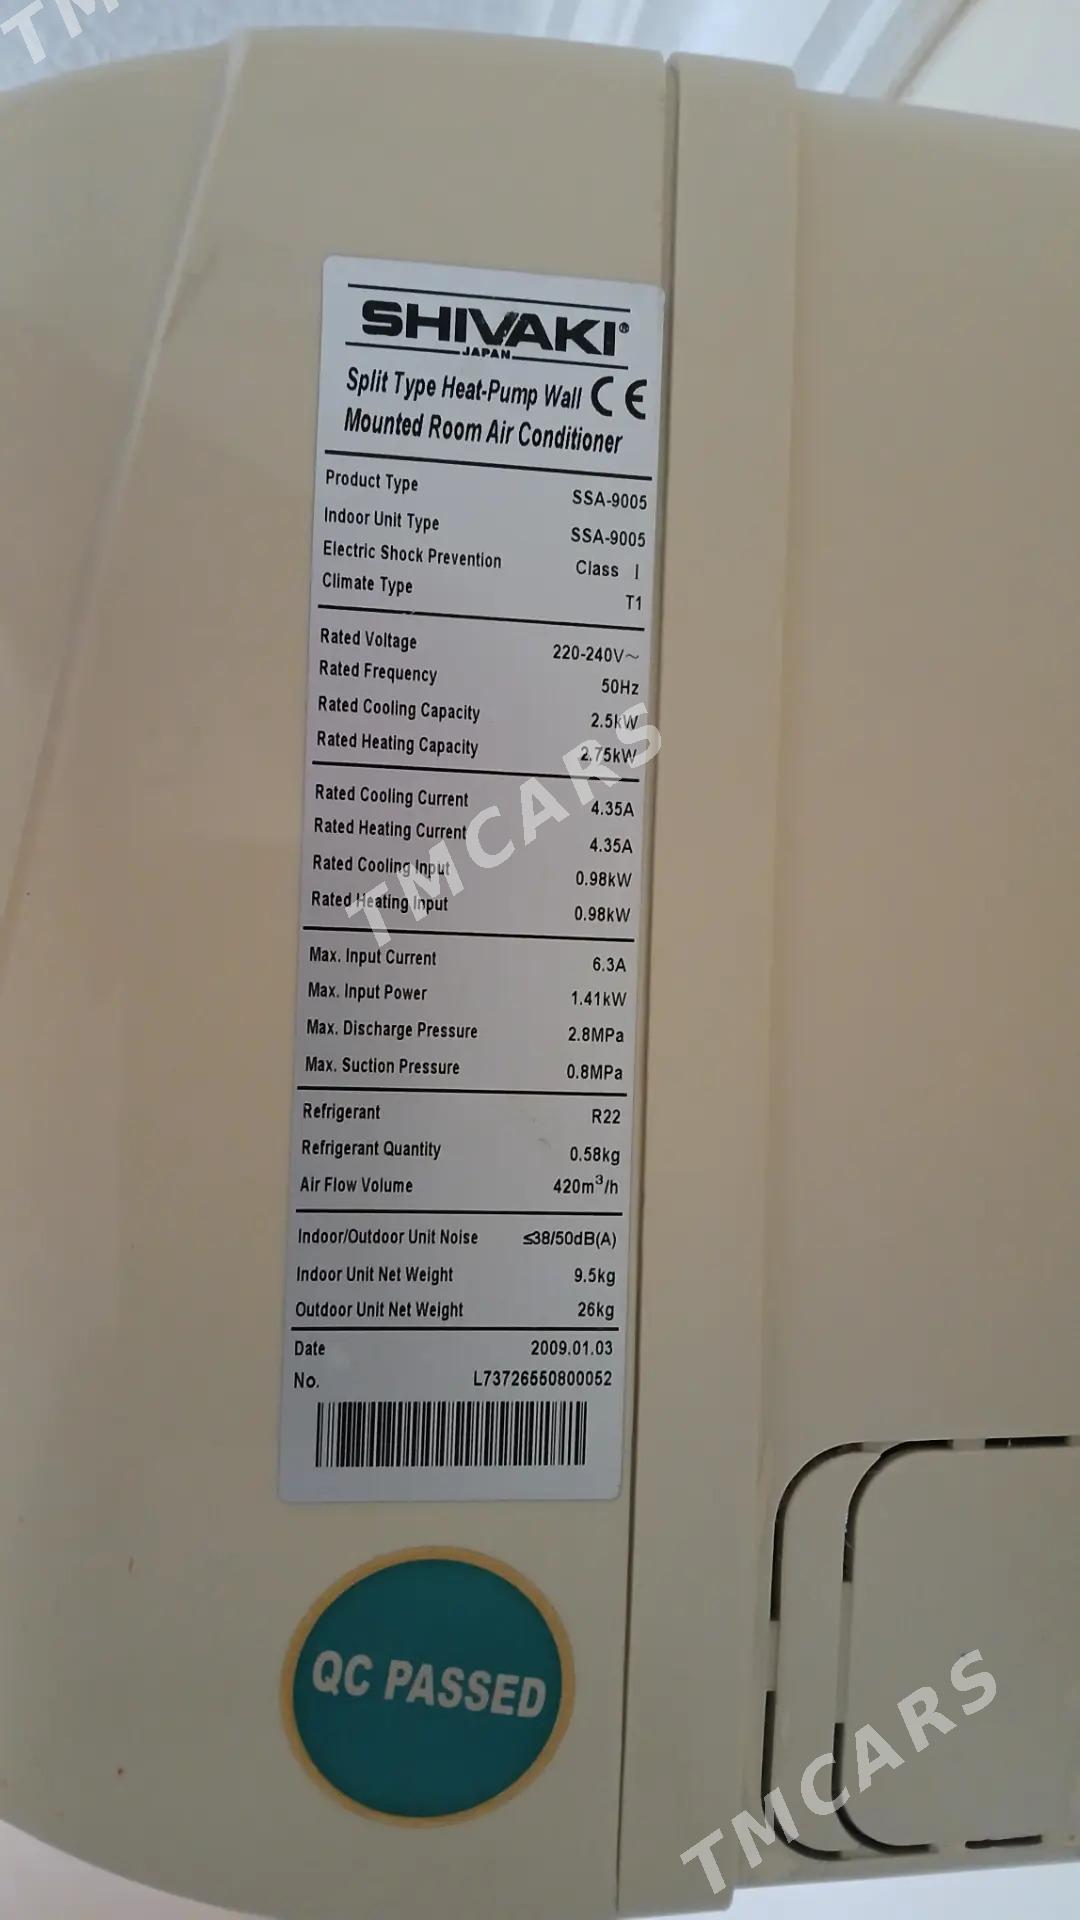 SHIVAKI®
JAPAN
Split Type Heat-Pump Wall CE
Mounted Room Air Conditioner
Product Type SSA-9005
Indoor Unit Type SSA-9005
Electric Shock Prevention Class I
Climate Type T1
Rated Voltage 220-240V~
Rated Frequency 50Hz
Rated Cooling Capacity 2.5kW
Rated Heating Capacity 2.75kW
Rated Cooling Current 4.35A
Rated Heating Current 4.35A
Rated Cooling Input 0.98kW
Rated Heating Input 0.98kW
Max. Input Current 6.3A
Max. Input Power 1.41kW
Max. Discharge Pressure 2.8MPa
Max. Suction Pressure 0.8MPa
Refrigerant R22
Refrigerant Quantity 0.58kg
Air Flow Volume 420m³/h
Indoor/Outdoor Unit Noise ≤38/50dB(A)
Indoor Unit Net Weight 9.5kg
Outdoor Unit Net Weight 26kg
Date 2009.01.03
No. L73726550800052
QC PASSED
TM
TMCARS
TMCARS